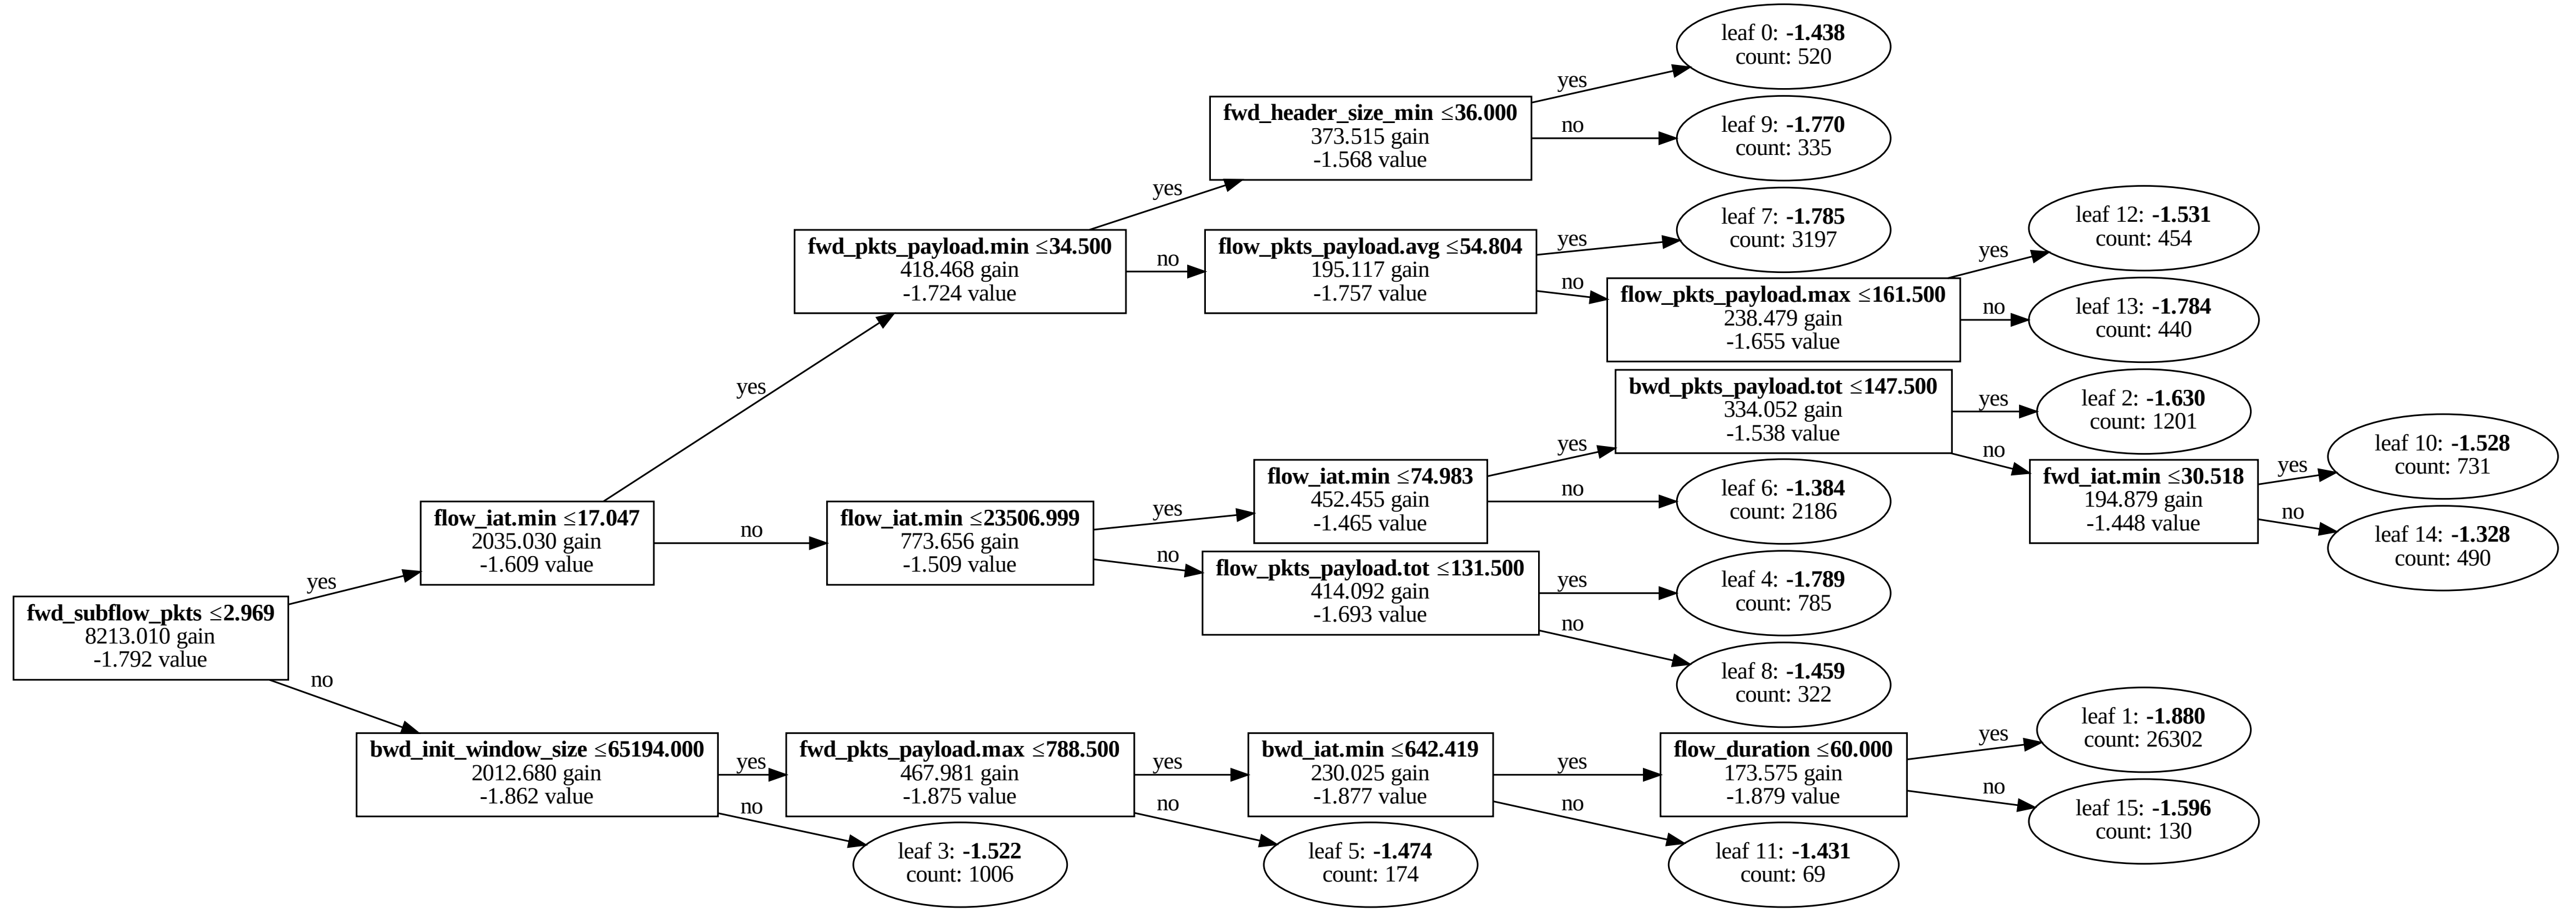 leaf 0: -1.438
count: 520
yes
fwd_header_size_min ≤36.000
373.515 gain
-1.568 value
no
leaf 9: -1.770
count: 335
yes
leaf 7: -1.785
count: 3197
leaf 12: -1.531
count: 454
fwd_pkts_payload.min ≤34.500
418.468 gain
-1.724 value
no
flow_pkts_payload.avg ≤54.804
195.117 gain
-1.757 value
yes
no
yes
flow_pkts_payload.max ≤161.500
238.479 gain
-1.655 value
no
leaf 13: -1.784
count: 440
yes
bwd_pkts_payload.tot ≤147.500
334.052 gain
-1.538 value
yes
leaf 2: -1.630
count: 1201
yes
no
leaf 10: -1.528
count: 731
flow_iat.min ≤74.983
452.455 gain
-1.465 value
no
leaf 6: -1.384
count: 2186
fwd_iat.min ≤30.518
194.879 gain
-1.448 value
yes
no
leaf 14: -1.328
count: 490
flow_iat.min ≤17.047
2035.030 gain
-1.609 value
no
flow_iat.min ≤23506.999
773.656 gain
-1.509 value
yes
no
flow_pkts_payload.tot ≤131.500
414.092 gain
-1.693 value
yes
leaf 4: -1.789
count: 785
no
leaf 8: -1.459
count: 322
yes
fwd_subflow_pkts ≤2.969
8213.010 gain
-1.792 value
no
bwd_init_window_size ≤65194.000
2012.680 gain
-1.862 value
yes
no
fwd_pkts_payload.max ≤788.500
467.981 gain
-1.875 value
yes
no
bwd_iat.min ≤642.419
230.025 gain
-1.877 value
yes
no
flow_duration ≤60.000
173.575 gain
-1.879 value
yes
no
leaf 1: -1.880
count: 26302
leaf 15: -1.596
count: 130
leaf 3: -1.522
count: 1006
leaf 5: -1.474
count: 174
leaf 11: -1.431
count: 69